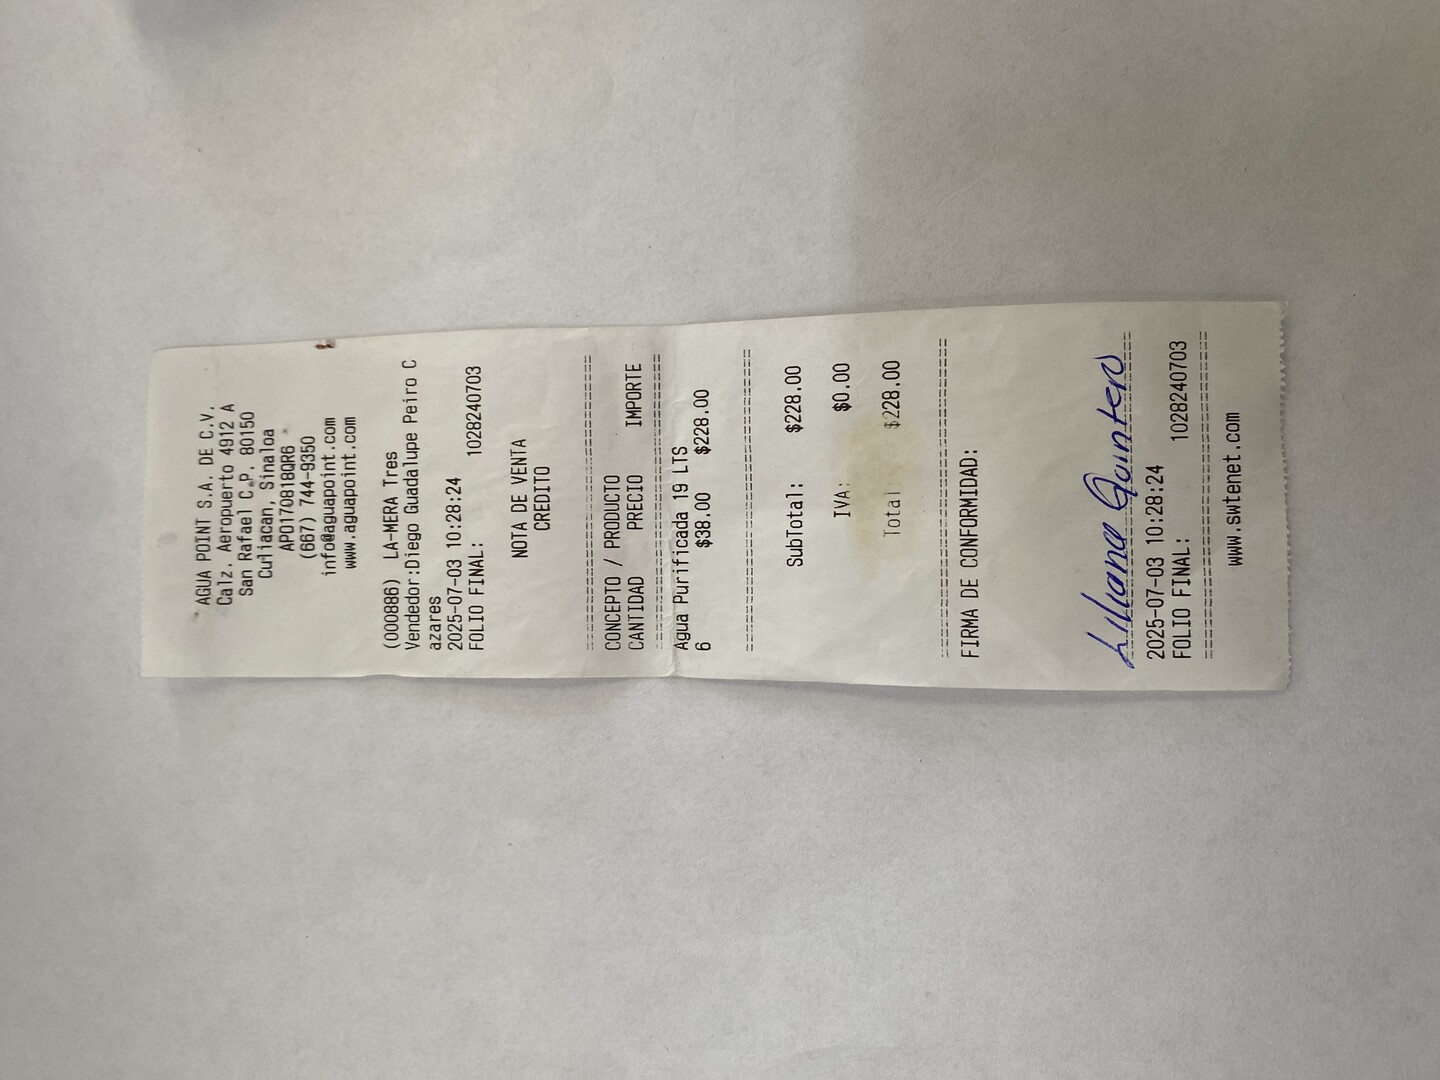 AGUA POINT S.A. DE C.V.
Calz. Aeropuerto 4912 A
San Rafael C.P. 80150
Culiacan, Sinaloa
APO170818QR6
(667) 744-9350
info@aguapoint.com
www.aguapoint.com
(000886) LA-MERA Tres
Vendedor:Diego Guadalupe Peiro C
azares
2025-07-03 10:28:24
FOLIO FINAL: 1028240703
NOTA DE VENTA
CREDITO
================================
CONCEPTO / PRODUCTO
CANTIDAD PRECIO IMPORTE
================================
Agua Purificada 19 LTS
6 $38.00 $228.00
================================
SubTotal: $228.00
IVA: $0.00
Total: $228.00
================================
FIRMA DE CONFORMIDAD:
Liliana Quintero
================================
2025-07-03 10:28:24
FOLIO FINAL: 1028240703
================================
www.swtenet.com